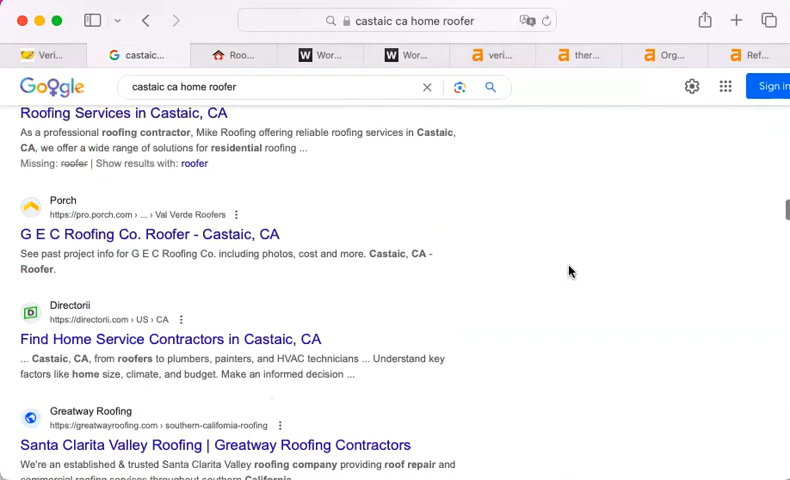 castaic ca home roofer
Veri...
castaic...
Roo...
Wor...
Wor...
veri...
ther...
Org...
Ref...
Google
castaic ca home roofer
Sign in
Roofing Services in Castaic, CA
As a professional roofing contractor, Mike Roofing offering reliable roofing services in Castaic,
CA, we offer a wide range of solutions for residential roofing ...
Missing: roofer | Show results with: roofer
Porch
https://pro.porch.com › ... › Val Verde Roofers
G E C Roofing Co. Roofer - Castaic, CA
See past project info for G E C Roofing Co. including photos, cost and more. Castaic, CA -
Roofer.
Directorii
https://directorii.com › US › CA
Find Home Service Contractors in Castaic, CA
... Castaic, CA, from roofers to plumbers, painters, and HVAC technicians ... Understand key
factors like home size, climate, and budget. Make an informed decision ...
Greatway Roofing
https://greatwayroofing.com › southern-california-roofing
Santa Clarita Valley Roofing | Greatway Roofing Contractors
We're an established & trusted Santa Clarita Valley roofing company providing roof repair and
commercial roofing services throughout southern California.